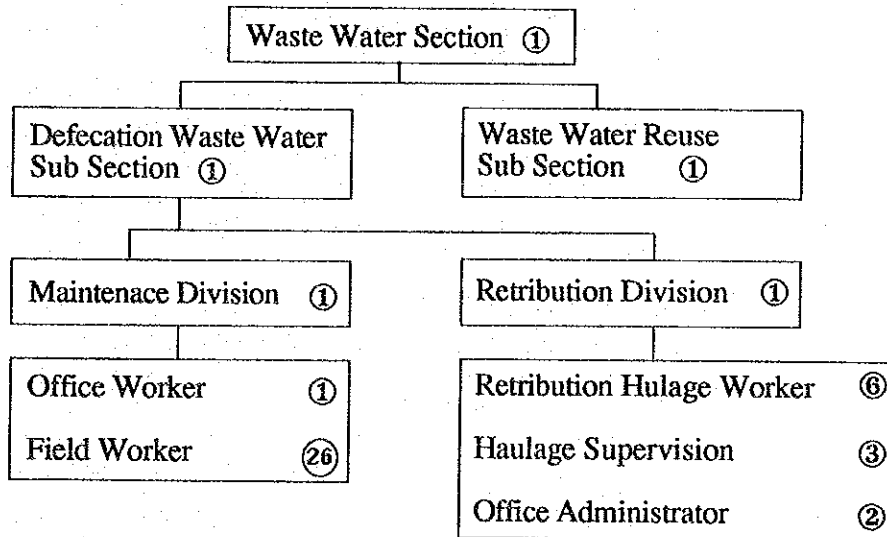 Waste Water Section ①
Defecation Waste Water
Sub Section ①
Waste Water Reuse
Sub Section ①
Maintenace Division ①
Retribution Division ①
Office Worker ①
Field Worker ㉖
Retribution Hulage Worker ⑥
Haulage Supervision ③
Office Administrator ②